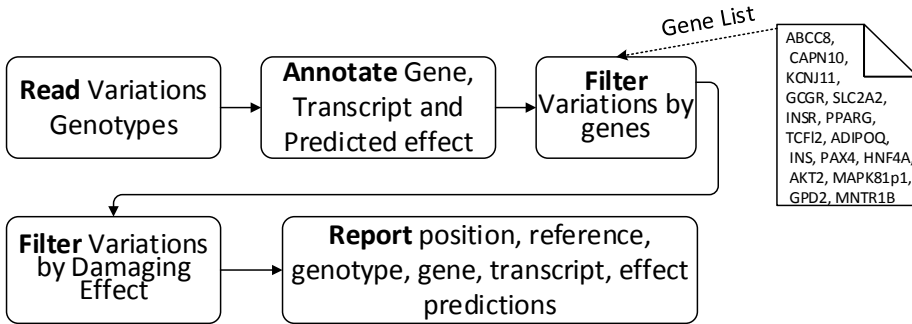 Gene List
ABCC8,
CAPN10,
KCNJ11,
GCGR, SLC2A2,
INSR, PPARG,
TCFl2, ADIPOQ,
INS, PAX4, HNF4A,
AKT2, MAPK81p1,
GPD2, MNTR1B
Read Variations
Genotypes
Annotate Gene,
Transcript and
Predicted effect
Filter
Variations by
genes
Filter Variations
by Damaging
Effect
Report position, reference,
genotype, gene, transcript, effect
predictions